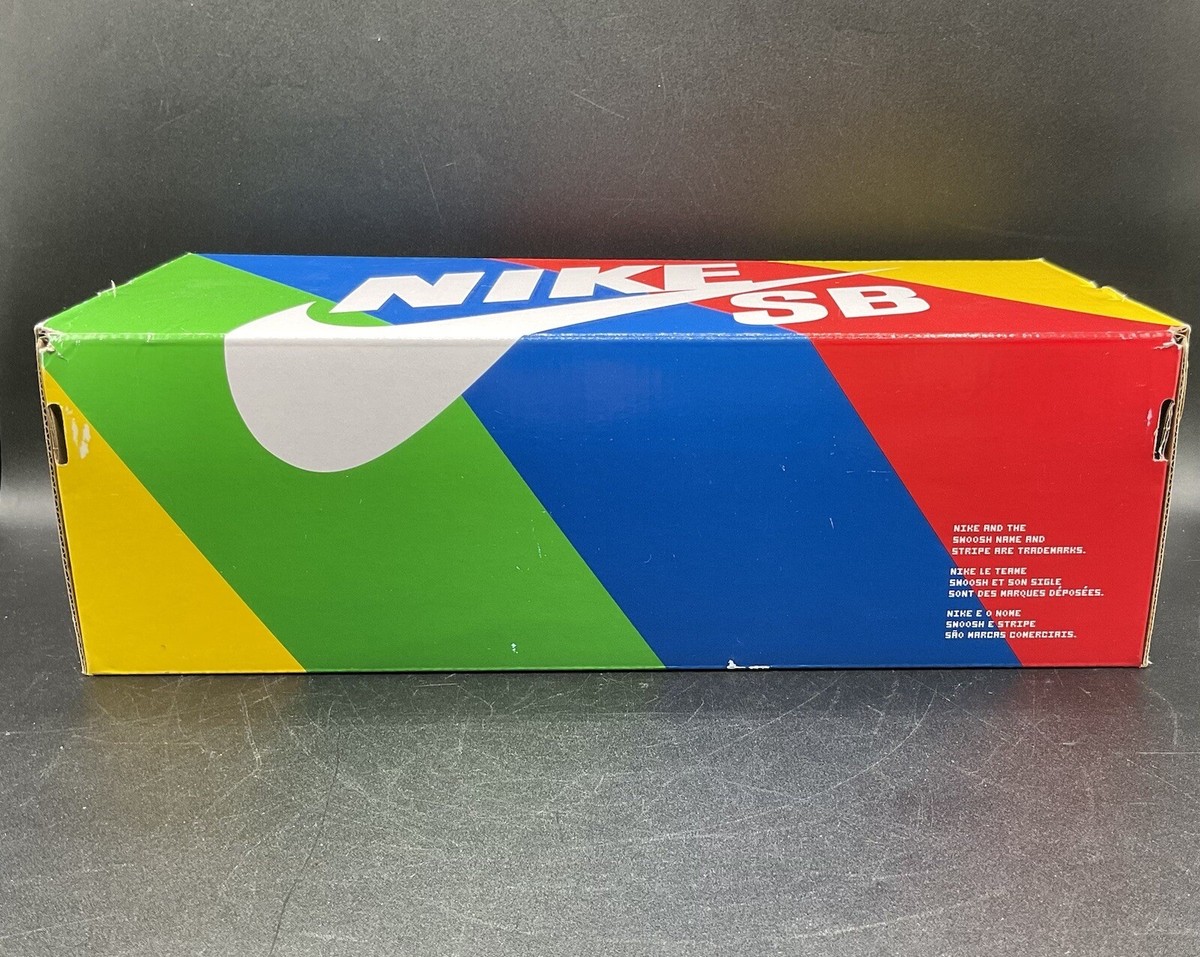 NIKE
SB
NIKE AND THE
SWOOSH NAME AND
STRIPE ARE TRADEMARKS.
NIKE LE TERME
SWOOSH ET SON SIGLE
SONT DES MARQUES DÉPOSÉES.
NIKE E O NOME
SWOOSH E STRIPE
SÃO MARCAS COMERCIAIS.